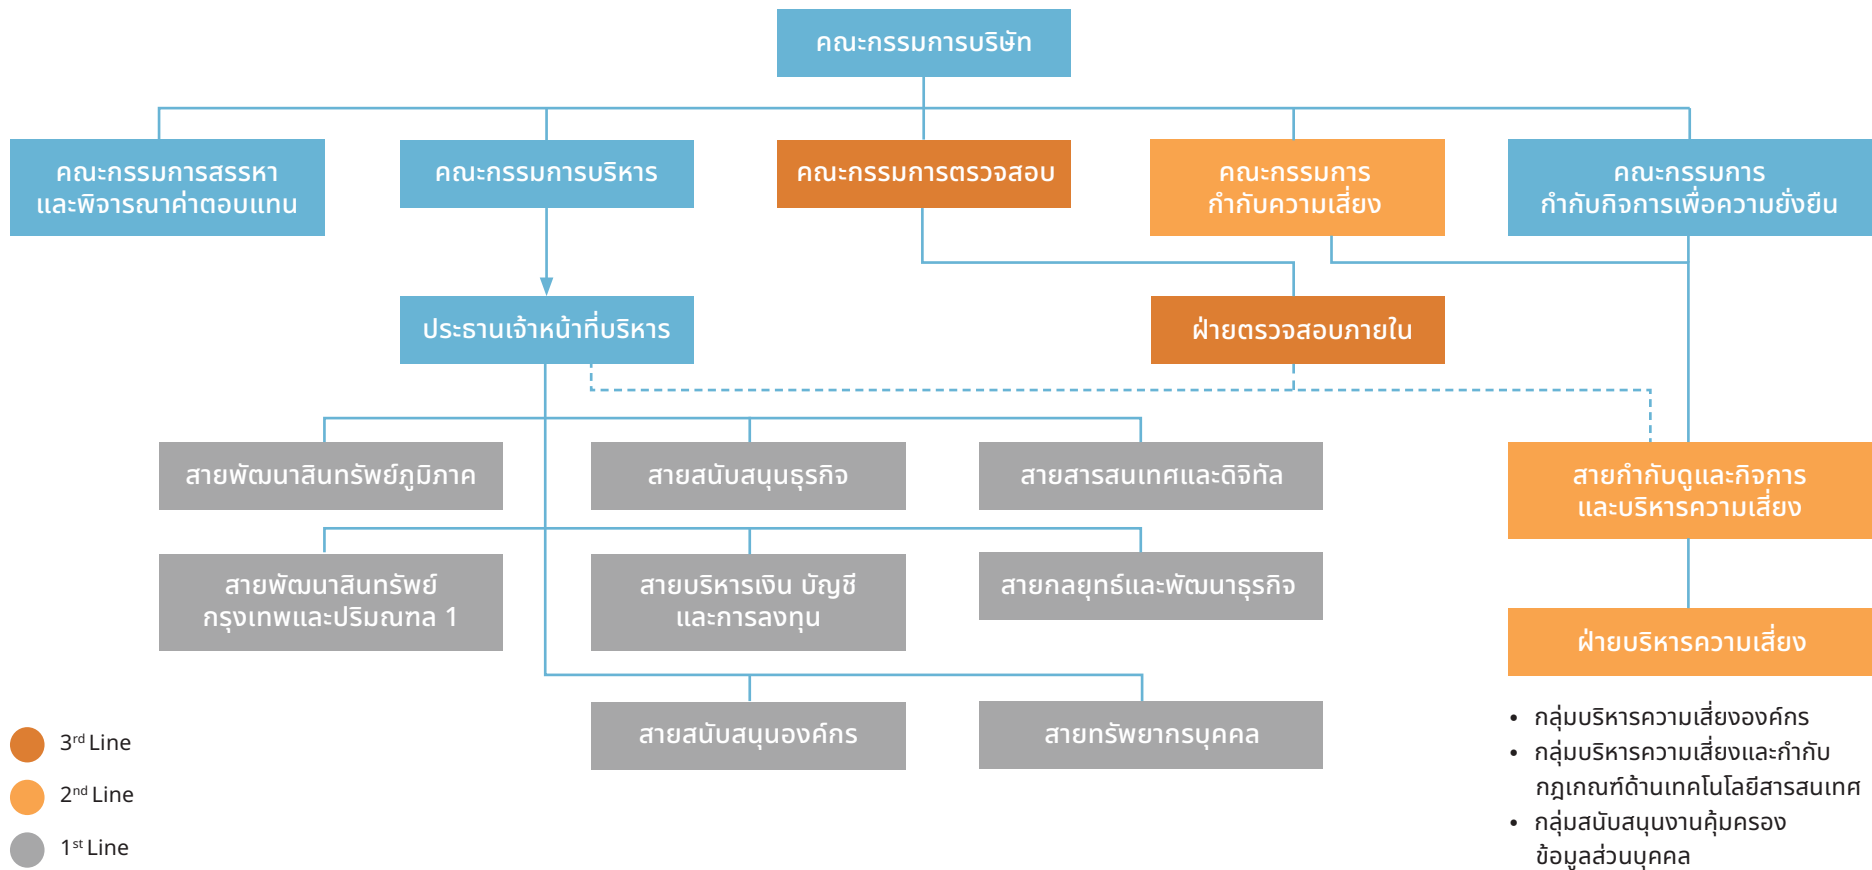 คณะกรรมการบริษัท
คณะกรรมการสรรหา
และพิจารณาค่าตอบแทน
คณะกรรมการบริหาร
คณะกรรมการตรวจสอบ
คณะกรรมการ
กำกับความเสี่ยง
คณะกรรมการ
กำกับกิจการเพื่อความยั่งยืน
ประธานเจ้าหน้าที่บริหาร
ฝ่ายตรวจสอบภายใน
สายพัฒนาสินทรัพย์ภูมิภาค
สายสนับสนุนธุรกิจ
สายสารสนเทศและดิจิทัล
สายกำกับดูและกิจการ
และบริหารความเสี่ยง
สายพัฒนาสินทรัพย์
กรุงเทพและปริมณฑล 1
สายบริหารเงิน บัญชี
และการลงทุน
สายกลยุทธ์และพัฒนาธุรกิจ
ฝ่ายบริหารความเสี่ยง
สายสนับสนุนองค์กร
สายทรัพยากรบุคคล
• กลุ่มบริหารความเสี่ยงองค์กร
• กลุ่มบริหารความเสี่ยงและกำกับ
กฎเกณฑ์ด้านเทคโนโลยีสารสนเทศ
• กลุ่มสนับสนุนงานคุ้มครอง
ข้อมูลส่วนบุคคล
3rd Line
2nd Line
1st Line